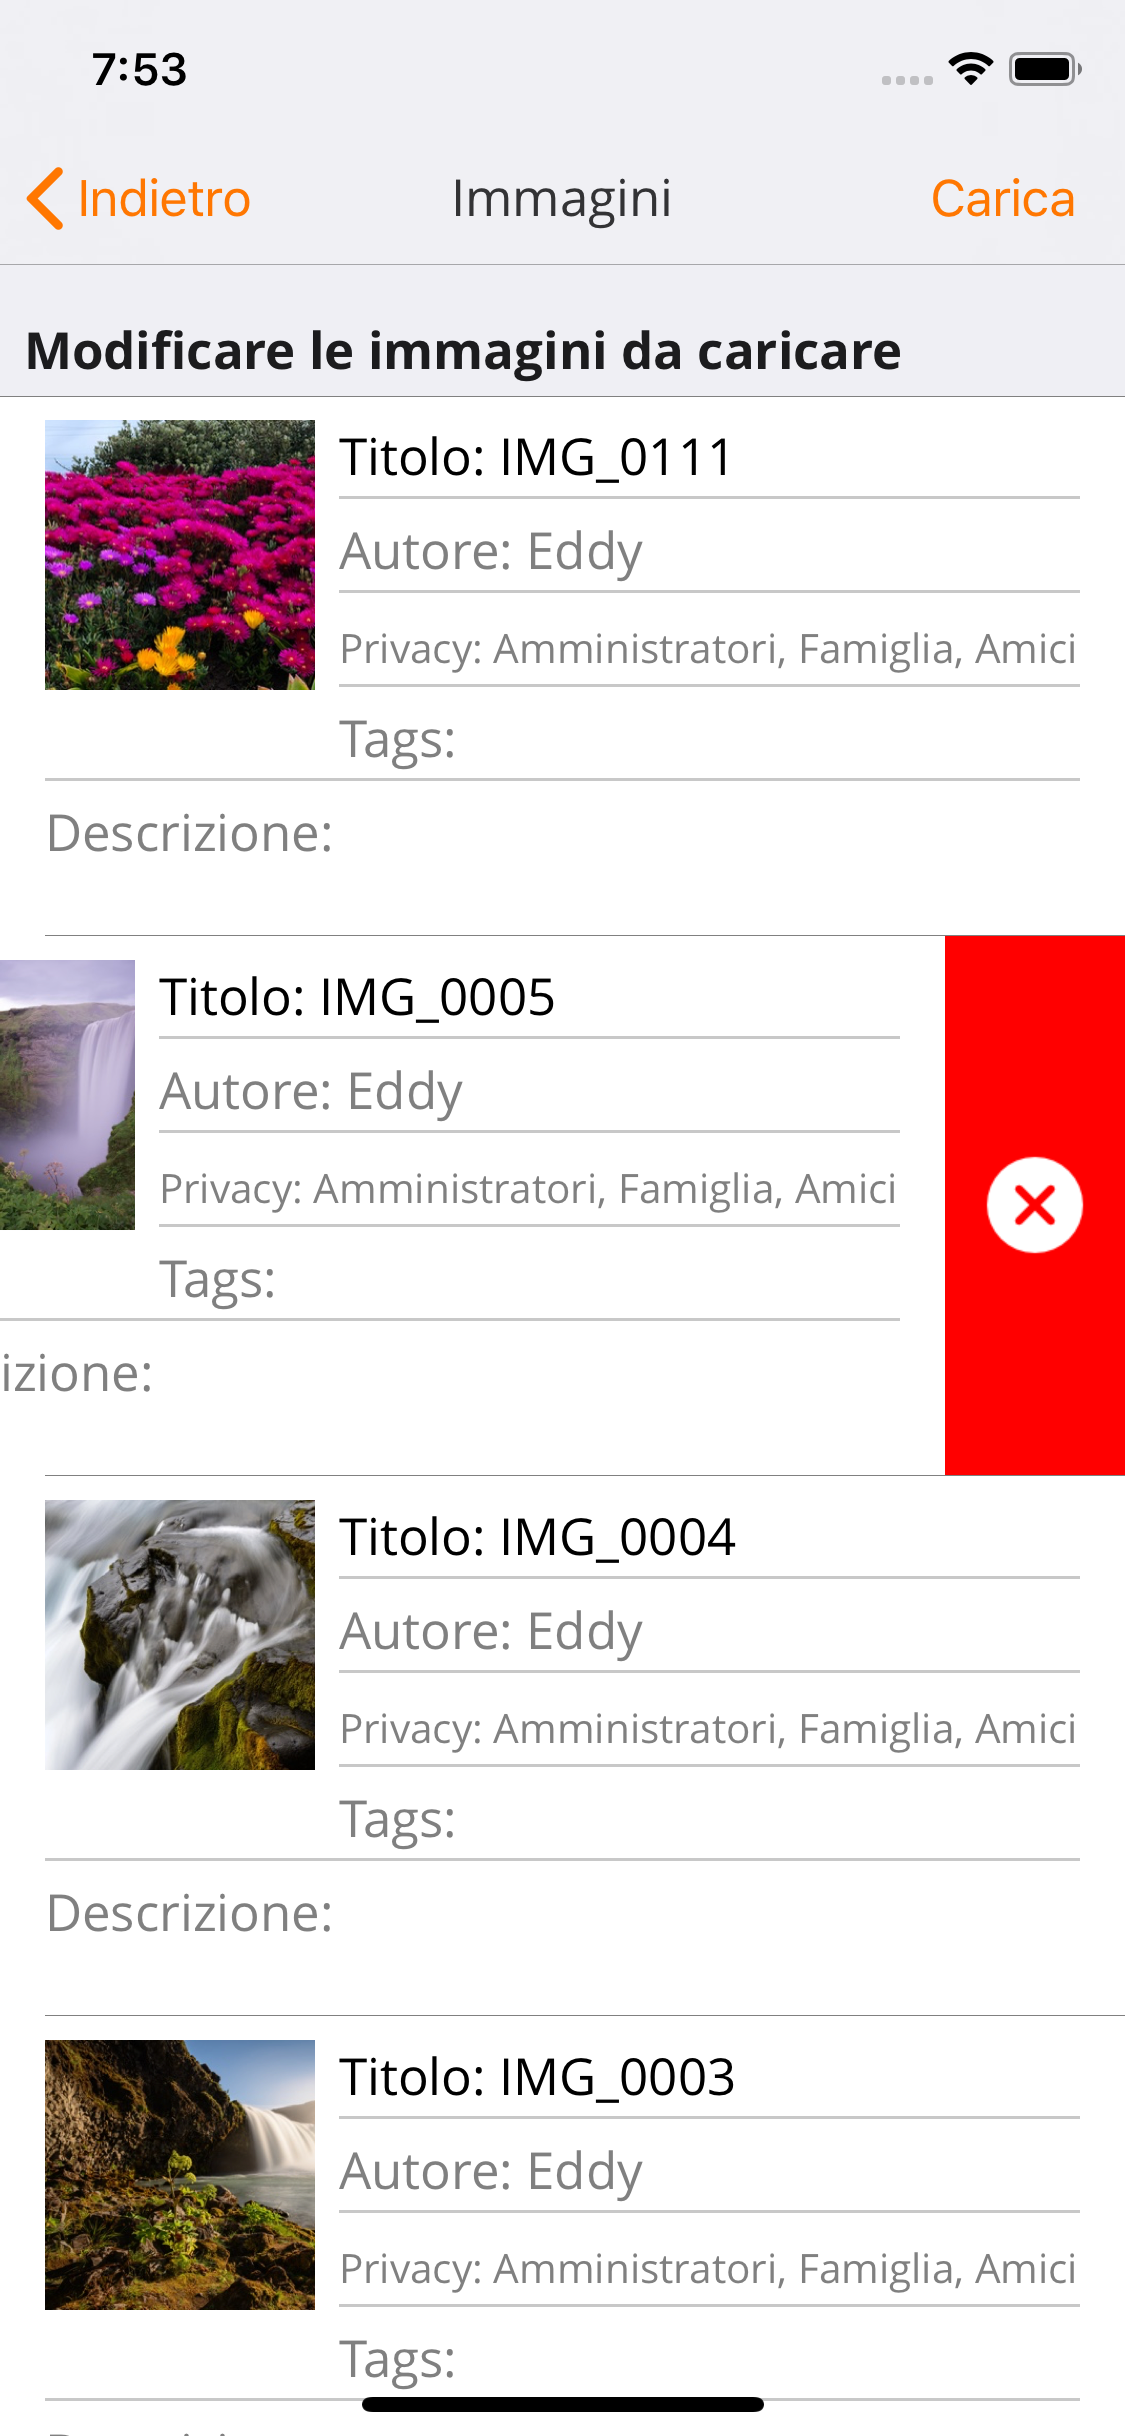 7:53
Indietro
Immagini
Carica
Modificare le immagini da caricare
Titolo: IMG_0111
Autore: Eddy
Privacy: Amministratori, Famiglia, Amici
Tags:
Descrizione:
Titolo: IMG_0005
Autore: Eddy
Privacy: Amministratori, Famiglia, Amici
Tags:
izione:
Titolo: IMG_0004
Autore: Eddy
Privacy: Amministratori, Famiglia, Amici
Tags:
Descrizione:
Titolo: IMG_0003
Autore: Eddy
Privacy: Amministratori, Famiglia, Amici
Tags: